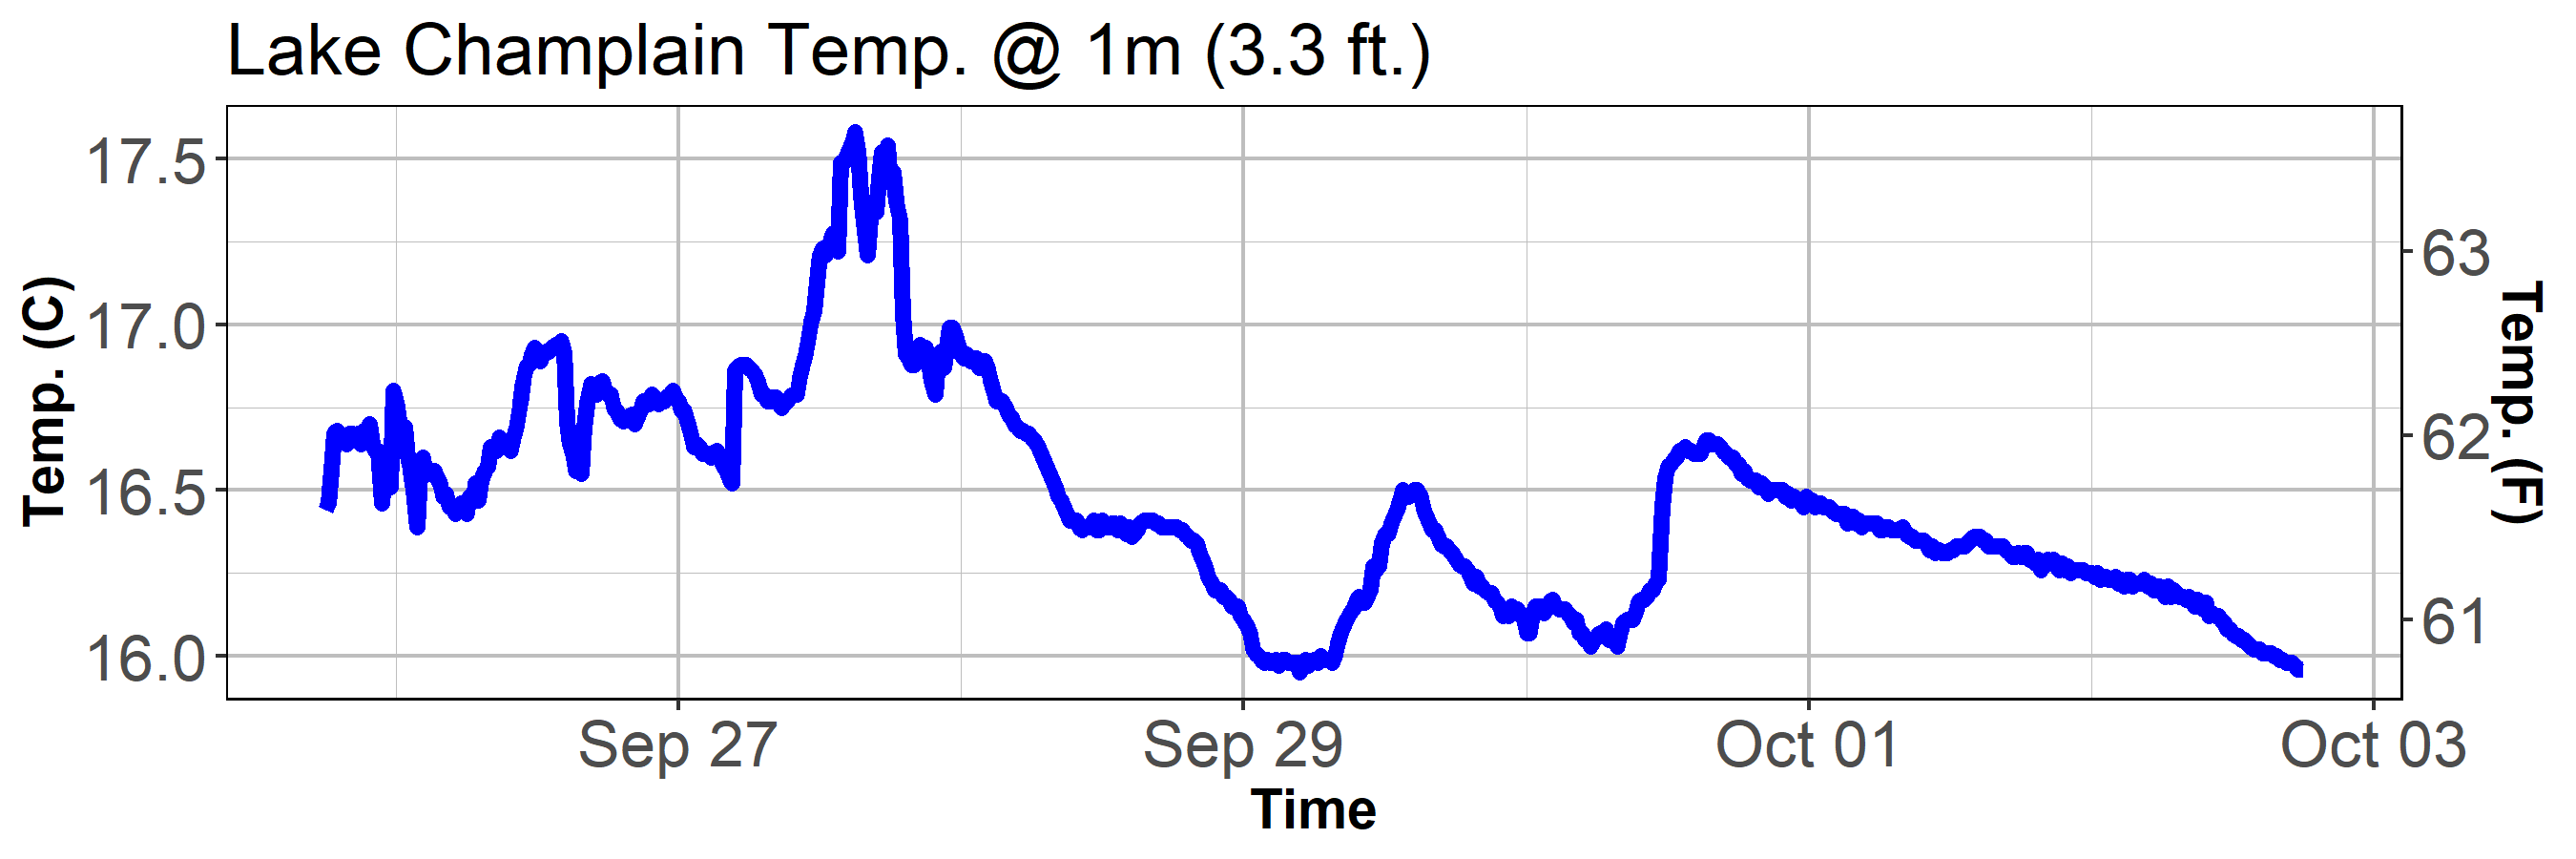 Lake Champlain Temp. @ 1m (3.3 ft.)
Temp. (C)
17.5
17.0
16.5
16.0
63
62
61
Temp. (F)
Sep 27
Sep 29
Oct 01
Oct 03
Time